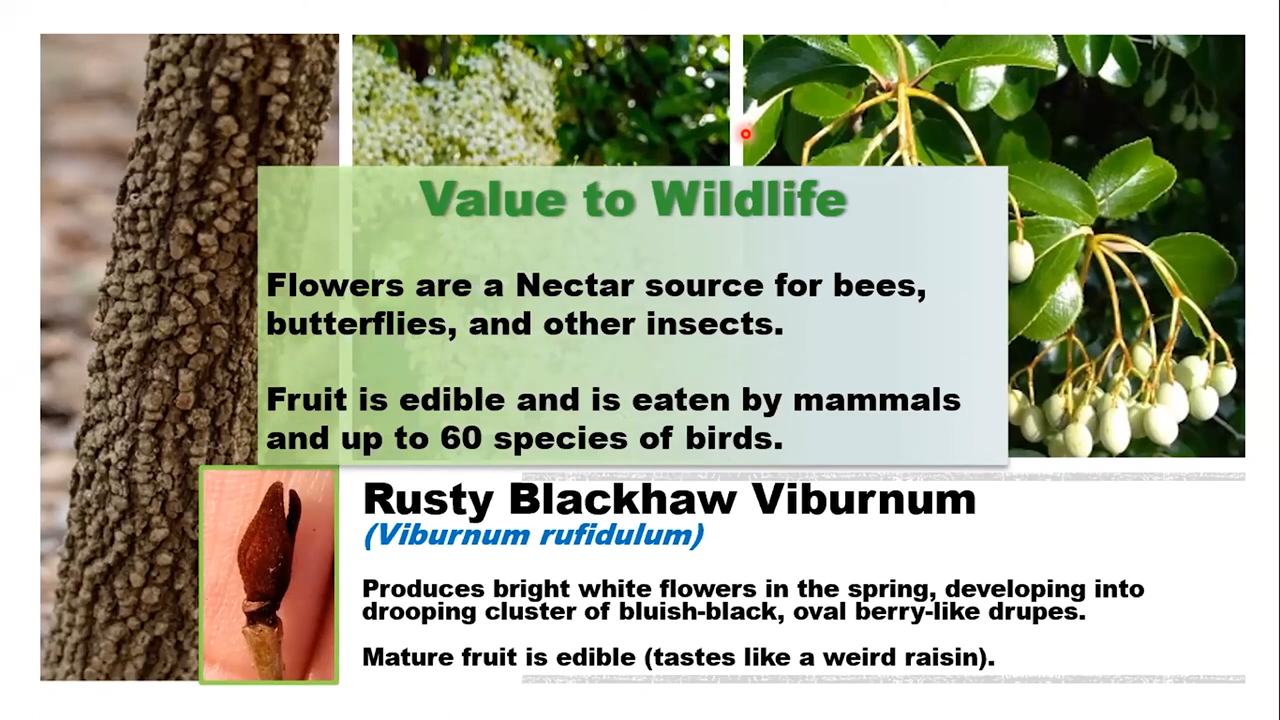 Value to Wildlife
Flowers are a Nectar source for bees,
butterflies, and other insects.
Fruit is edible and is eaten by mammals
and up to 60 species of birds.
Rusty Blackhaw Viburnum
(Viburnum rufidulum)
Produces bright white flowers in the spring, developing into
drooping cluster of bluish-black, oval berry-like drupes.
Mature fruit is edible (tastes like a weird raisin).